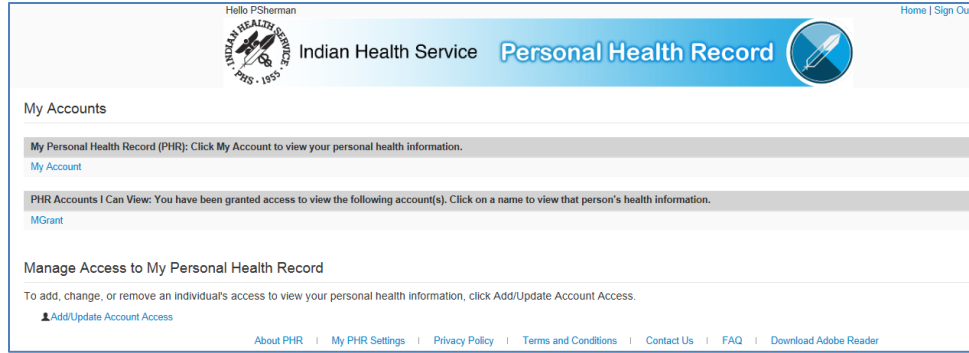 Hello PSherman
Home | Sign Ou
INDIAN HEALTH SERVICE · PHS · 1955 ·
Indian Health Service Personal Health Record
My Accounts
My Personal Health Record (PHR): Click My Account to view your personal health information.
My Account
PHR Accounts I Can View: You have been granted access to view the following account(s). Click on a name to view that person's health information.
MGrant
Manage Access to My Personal Health Record
To add, change, or remove an individual's access to view your personal health information, click Add/Update Account Access.
Add/Update Account Access
About PHR | My PHR Settings | Privacy Policy | Terms and Conditions | Contact Us | FAQ | Download Adobe Reader